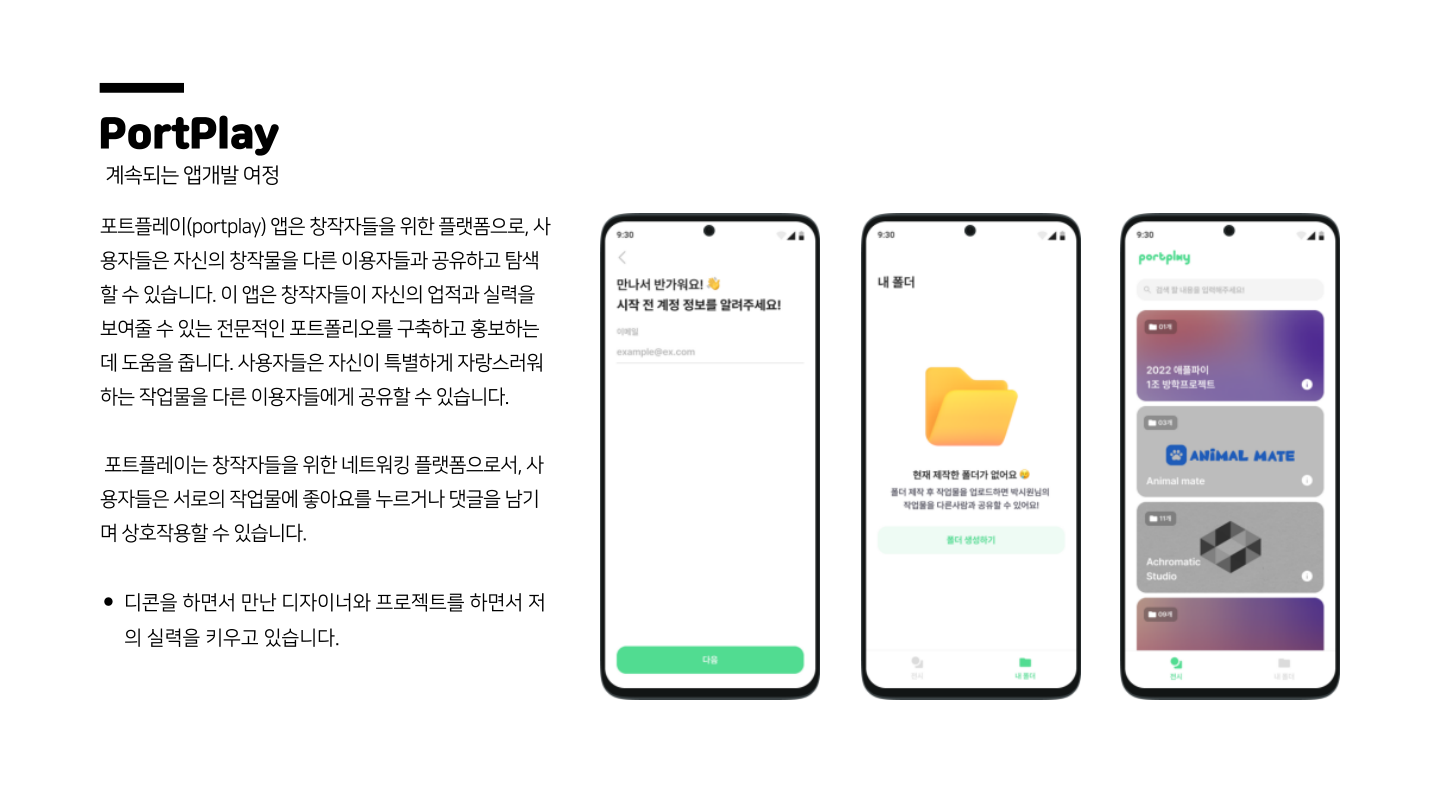 PortPlay
계속되는 앱개발 여정
포트플레이(portplay) 앱은 창작자들을 위한 플랫폼으로, 사
용자들은 자신의 창작물을 다른 이용자들과 공유하고 탐색
할 수 있습니다. 이 앱은 창작자들이 자신의 업적과 실력을
보여줄 수 있는 전문적인 포트폴리오를 구축하고 홍보하는
데 도움을 줍니다. 사용자들은 자신이 특별하게 자랑스러워
하는 작업물을 다른 이용자들에게 공유할 수 있습니다.
포트플레이는 창작자들을 위한 네트워킹 플랫폼으로서, 사
용자들은 서로의 작업물에 좋아요를 누르거나 댓글을 남기
며 상호작용할 수 있습니다.
• 디콘을 하면서 만난 디자이너와 프로젝트를 하면서 저
의 실력을 키우고 있습니다.
9:30
만나서 반가워요! 👋
시작 전 계정 정보를 알려주세요!
이메일
example@ex.com
다음
9:30
내 폴더
현재 제작한 폴더가 없어요 😢
폴더 제작 후 작업물을 업로드하면 박시원님의
작업물을 다른사람과 공유할 수 있어요!
폴더 생성하기
전시
내 폴더
9:30
portplay
검색 할 내용을 입력해주세요!
01개
2022 애플파이
1조 방학프로젝트
03개
ANIMAL MATE
Animal mate
11개
Achromatic
Studio
08개
전시
내 폴더